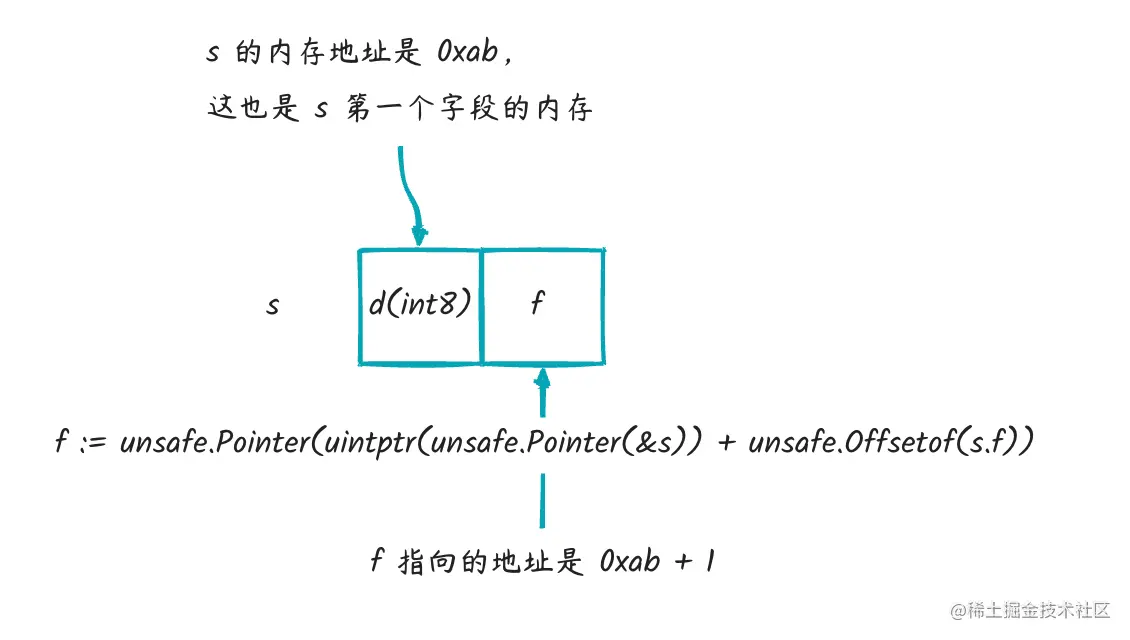 s 的内存地址是 0xab，
这也是 s 第一个字段的内存
s
d(int8)
f
f := unsafe.Pointer(uintptr(unsafe.Pointer(&s)) + unsafe.Offsetof(s.f))
f 指向的地址是 0xab + 1
@稀土掘金技术社区